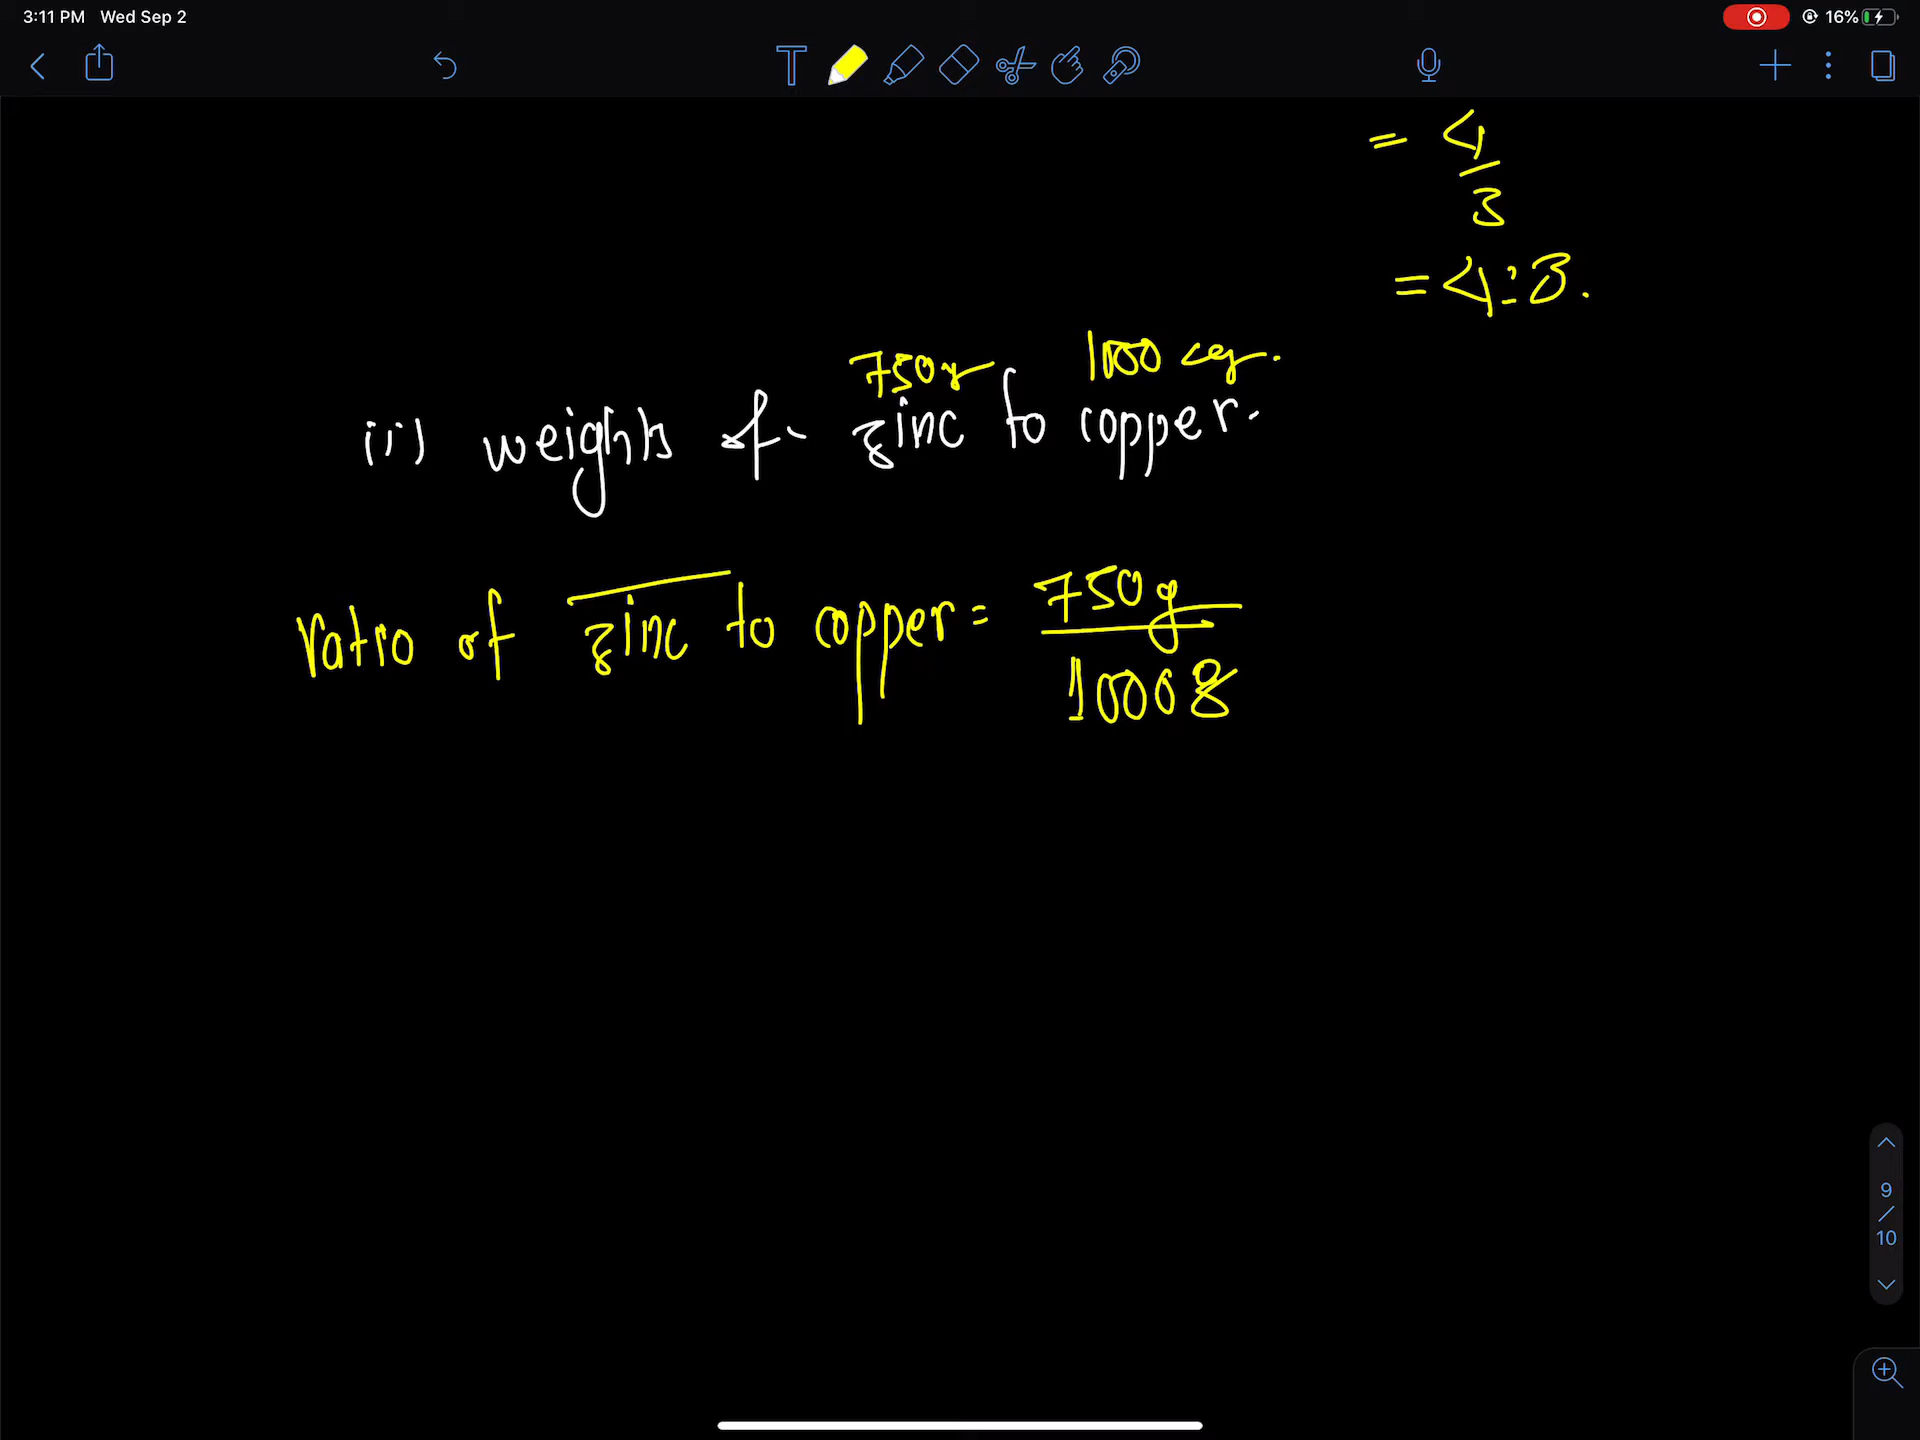 3:11 PM Wed Sep 2
16%
T
= 4
3
= 4:3.
750g 1000
ii) weights of zinc to copper.
ratio of zinc to copper = 750g
1000g
9
/
10